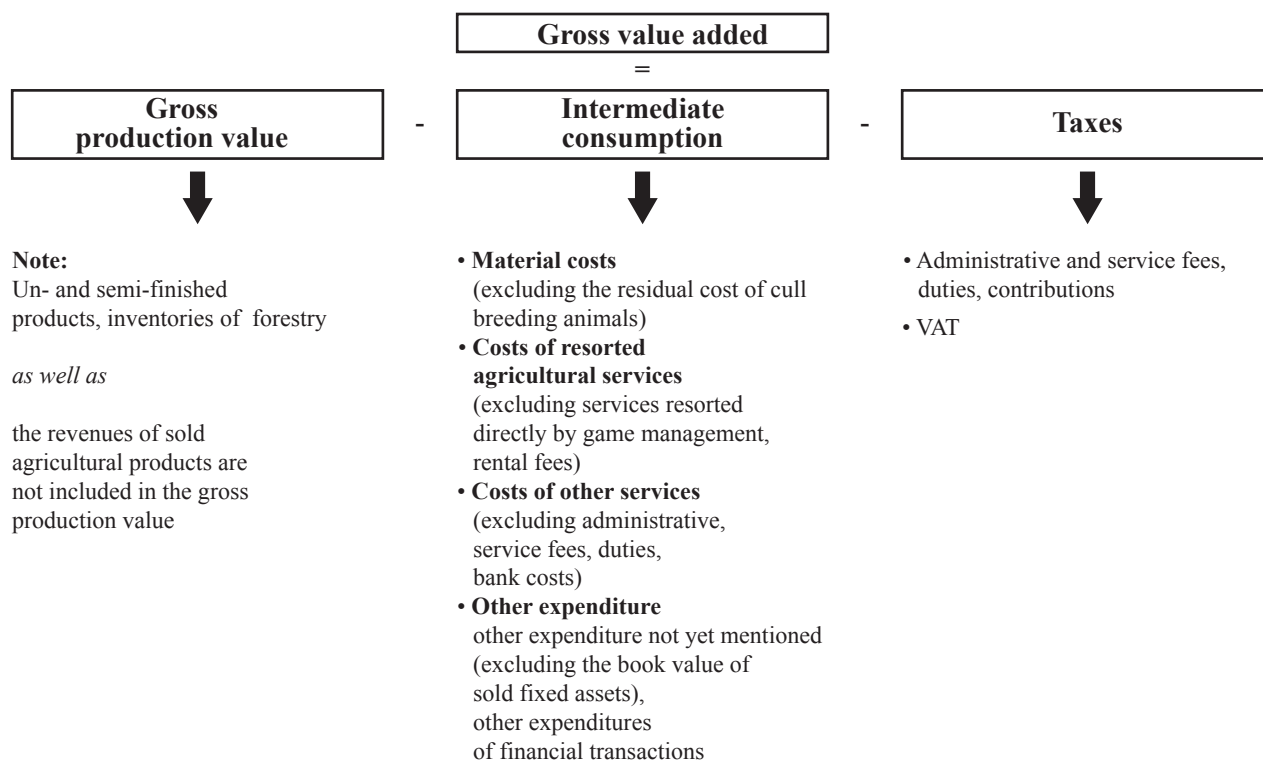 Gross value added
=
Gross
production value
-
Intermediate
consumption
-
Taxes
Note:
Un- and semi-finished
products, inventories of forestry
as well as
the revenues of sold
agricultural products are
not included in the gross
production value
• Material costs
(excluding the residual cost of cull
breeding animals)
• Costs of resorted
agricultural services
(excluding services resorted
directly by game management,
rental fees)
• Costs of other services
(excluding administrative,
service fees, duties,
bank costs)
• Other expenditure
other expenditure not yet mentioned
(excluding the book value of
sold fixed assets),
other expenditures
of financial transactions
• Administrative and service fees,
duties, contributions
• VAT